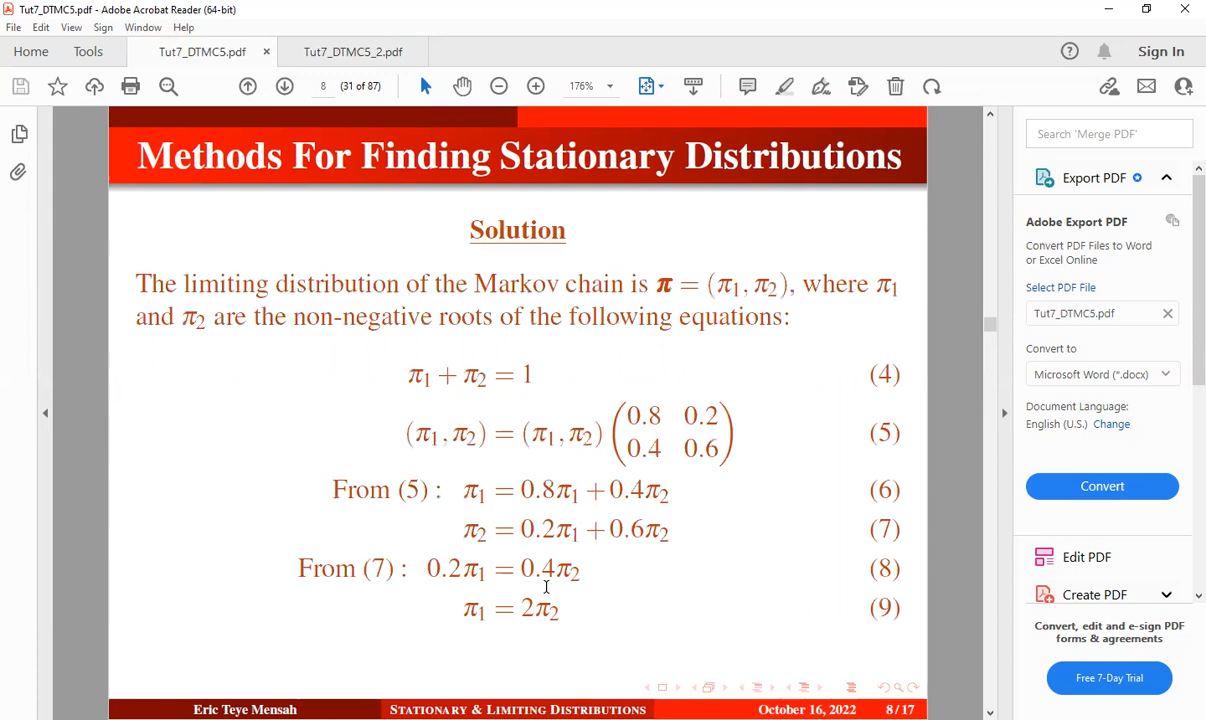 Tut7_DTMC5.pdf - Adobe Acrobat Reader (64-bit)
File Edit View Sign Window Help
Home Tools Tut7_DTMC5.pdf × Tut7_DTMC5_2.pdf Sign In
8 (31 of 87) 176%
Methods For Finding Stationary Distributions
Search 'Merge PDF'
Export PDF
Adobe Export PDF
Convert PDF Files to Word
or Excel Online
Select PDF File
Tut7_DTMC5.pdf ×
Convert to
Microsoft Word (*.docx)
Document Language:
English (U.S.) Change
Convert
Edit PDF
Create PDF
Convert, edit and e-sign PDF
forms & agreements
Free 7-Day Trial
Solution
The limiting distribution of the Markov chain is π = (π₁, π₂), where π₁
and π₂ are the non-negative roots of the following equations:
π₁ + π₂ = 1 (4)
(π₁, π₂) = (π₁, π₂) (0.8 0.2
0.4 0.6) (5)
From (5) : π₁ = 0.8π₁ + 0.4π₂ (6)
π₂ = 0.2π₁ + 0.6π₂ (7)
From (7) : 0.2π₁ = 0.4π₂ (8)
π₁ = 2π₂ (9)
Eric Teye Mensah STATIONARY & LIMITING DISTRIBUTIONS October 16, 2022 8 / 17